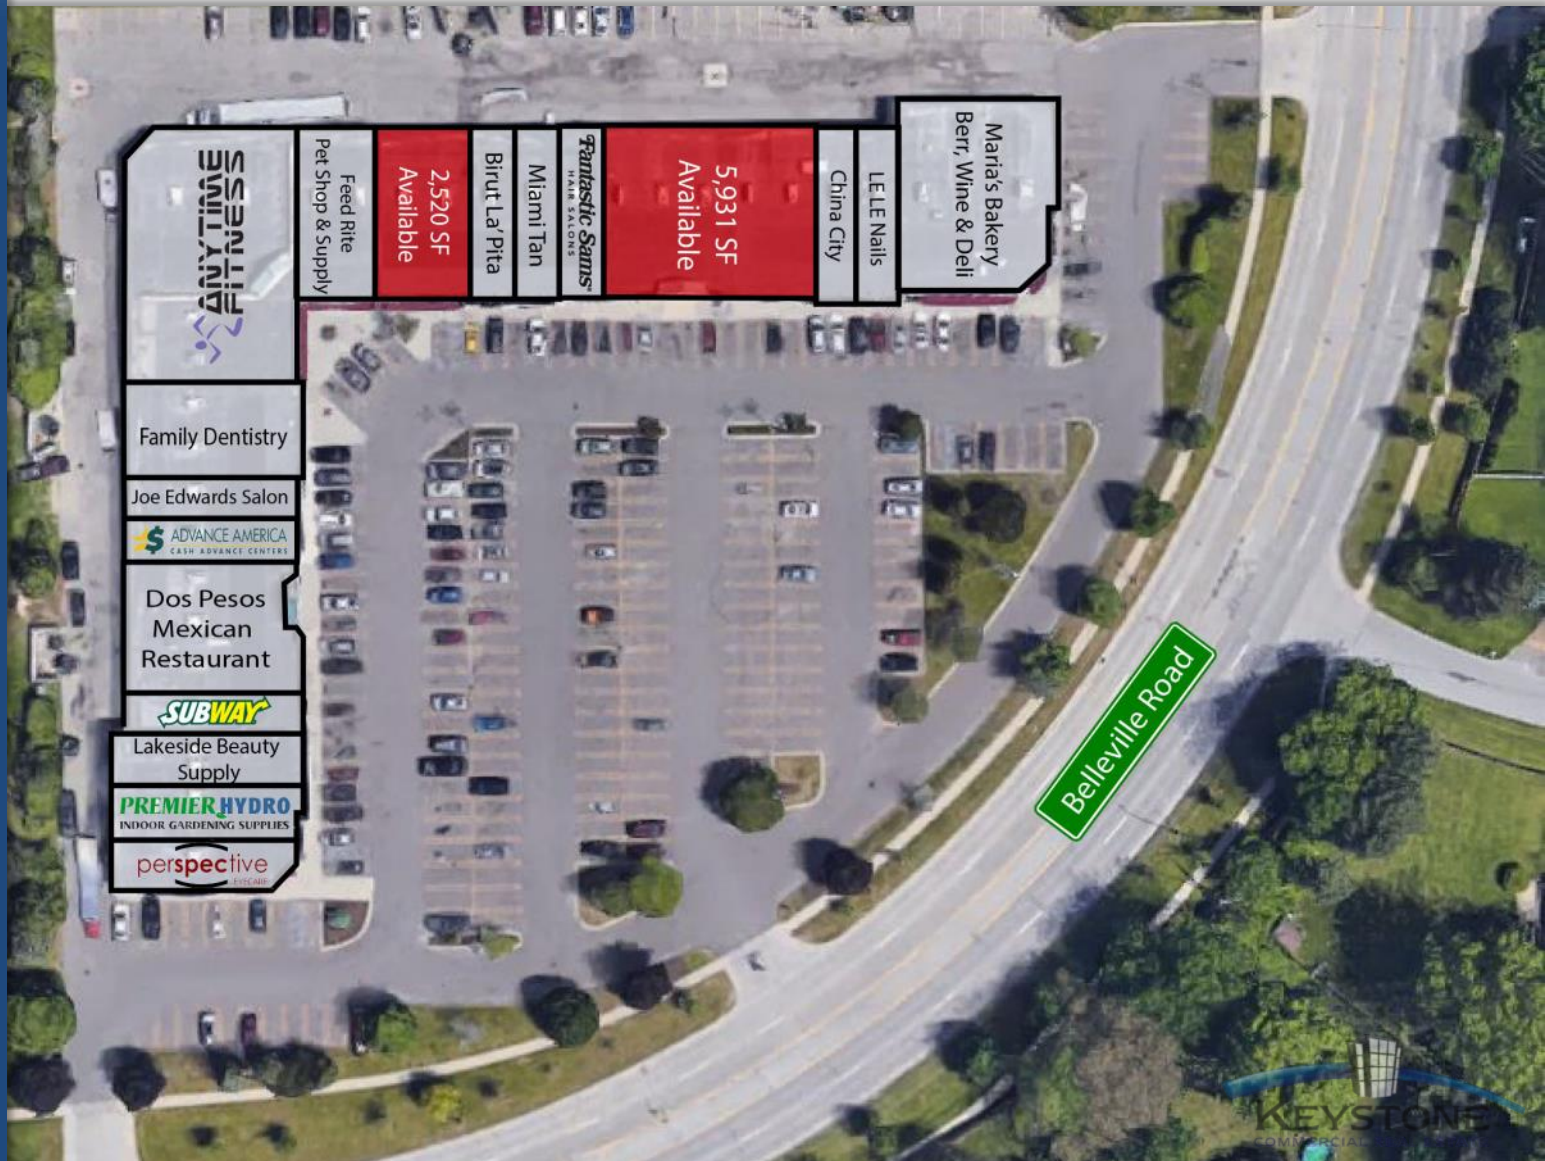 ANYTIME
FITNESS
Feed Rite
Pet Shop & Supply
2,520 SF
Available
Birut La'Pita
Miami Tan
Fantastic Sams
HAIR SALONS
5,931 SF
Available
China City
LE LE Nails
Maria's Bakery
Berr, Wine & Deli
Family Dentistry
Joe Edwards Salon
$ ADVANCE AMERICA
CASH ADVANCE CENTERS
Dos Pesos
Mexican
Restaurant
SUBWAY
Lakeside Beauty
Supply
PREMIER HYDRO
INDOOR GARDENING SUPPLIES
perspective
EYECARE
Belleville Road
KEYSTONE
COMMERCIAL